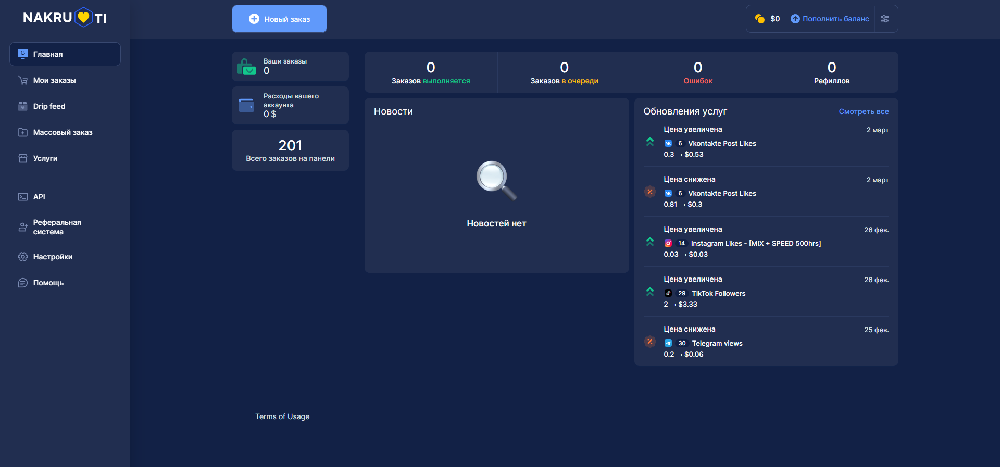 NAKRU TI
Главная
Мои заказы
Drip feed
Массовый заказ
Услуги
API
Реферальная
система
Настройки
Помощь
Новый заказ
$0
Пополнить баланс
Ваши заказы
0
Расходы вашего
аккаунта
0 $
201
Всего заказов на панели
0
Заказов выполняется
0
Заказов в очереди
0
Ошибок
0
Рефиллов
Новости
Новостей нет
Обновления услуг
Смотреть все
Цена увеличена
2 март
6 Vkontakte Post Likes
0.3 → $0.53
Цена снижена
2 март
6 Vkontakte Post Likes
0.81 → $0.3
Цена увеличена
26 фев.
14 Instagram Likes - [MIX + SPEED 500hrs]
0.03 → $0.03
Цена увеличена
26 фев.
29 TikTok Followers
2 → $3.33
Цена снижена
25 фев.
30 Telegram views
0.2 → $0.06
Terms of Usage